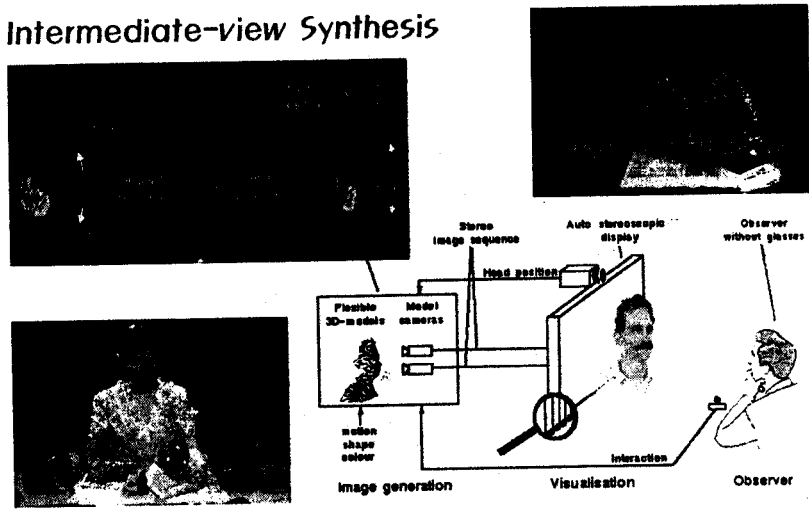 Intermediate-view Synthesis
Stereo
image sequence
Auto stereoscopic
display
Observer
without glasses
Head position
Flexible
3D-models
Model
cameras
motion
shape
colour
Interaction
Image generation
Visualisation
Observer